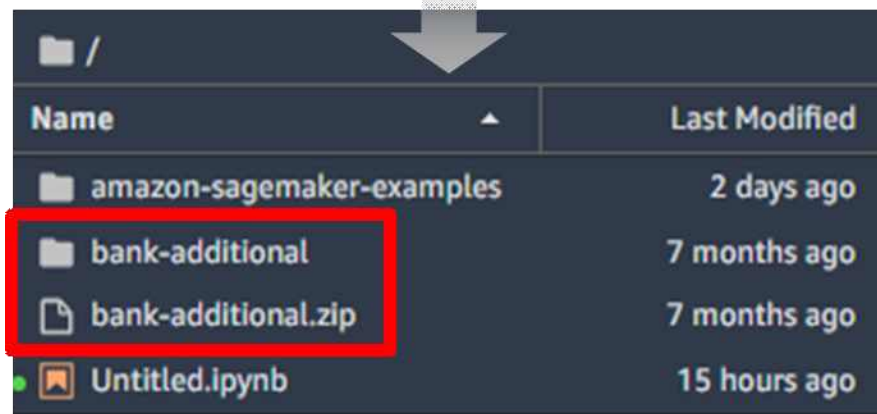 /
Name Last Modified
amazon-sagemaker-examples 2 days ago
bank-additional 7 months ago
bank-additional.zip 7 months ago
Untitled.ipynb 15 hours ago